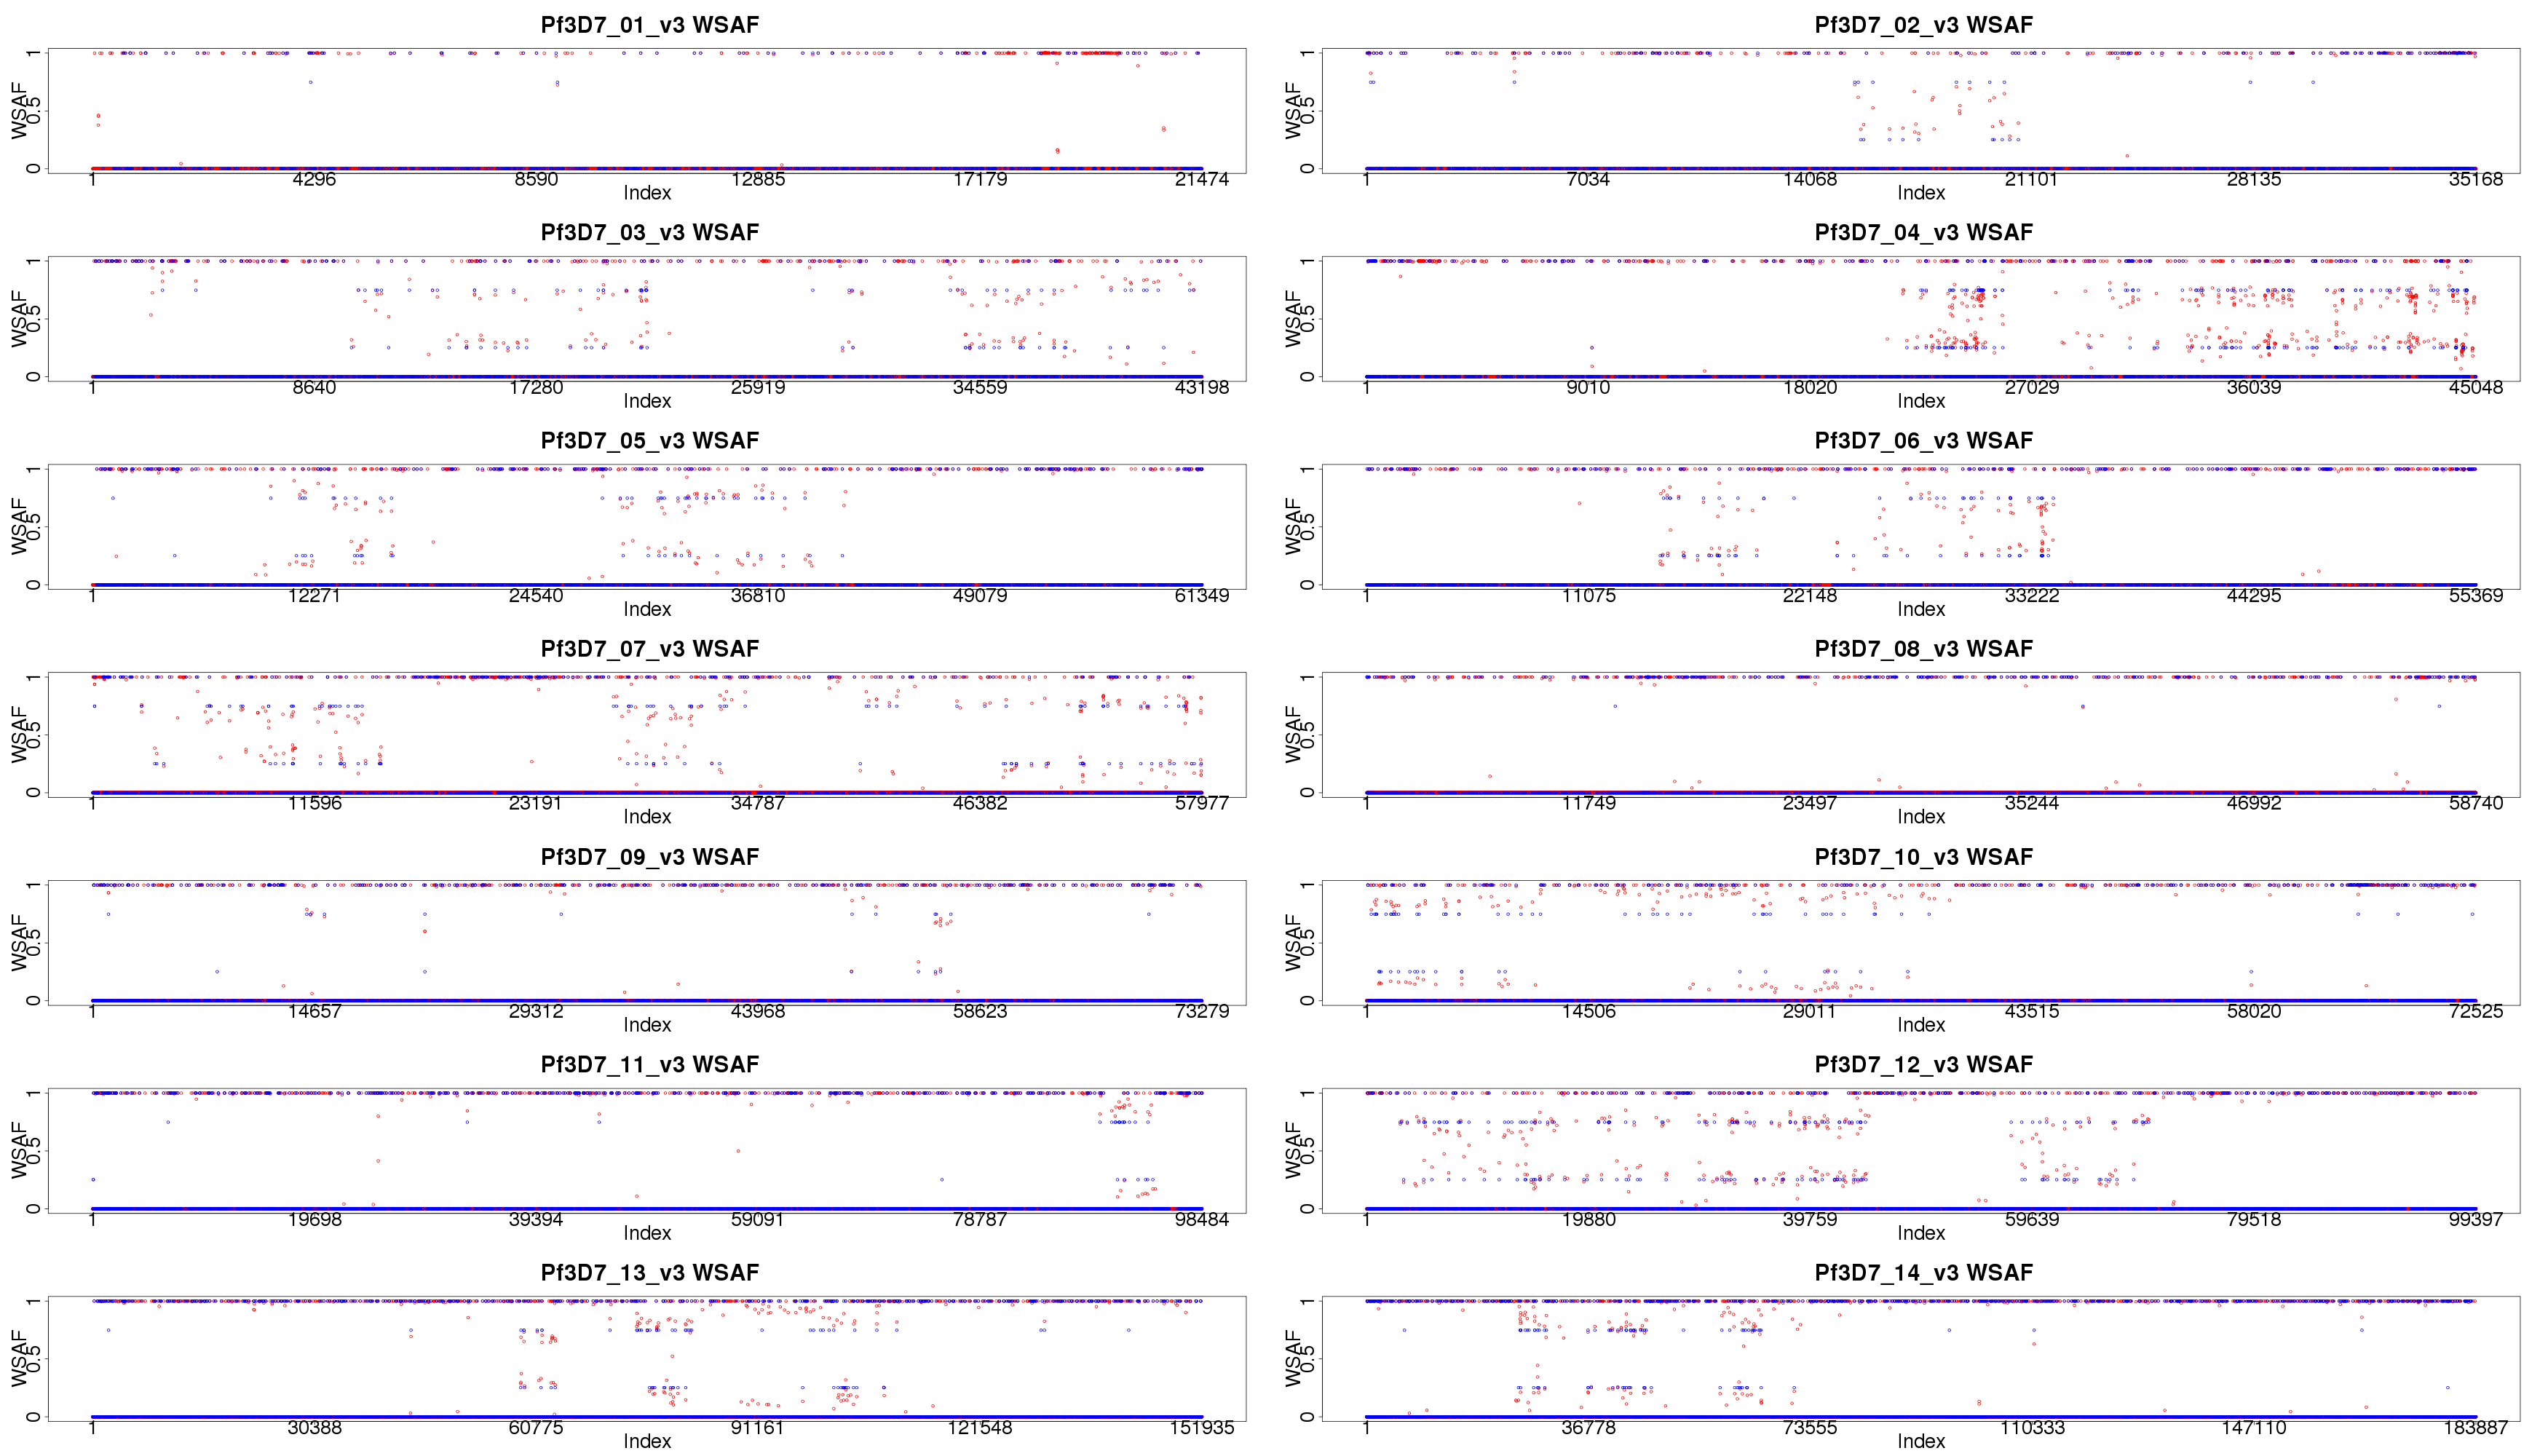 Pf3D7_01_v3 WSAF
WSAF
0 0.5 1
1 4296 8590 12885 17179 21474
Index
Pf3D7_02_v3 WSAF
WSAF
0 0.5 1
1 7034 14068 21101 28135 35168
Index
Pf3D7_03_v3 WSAF
WSAF
0 0.5 1
1 8640 17280 25919 34559 43198
Index
Pf3D7_04_v3 WSAF
WSAF
0 0.5 1
1 9010 18020 27029 36039 45048
Index
Pf3D7_05_v3 WSAF
WSAF
0 0.5 1
1 12271 24540 36810 49079 61349
Index
Pf3D7_06_v3 WSAF
WSAF
0 0.5 1
1 11075 22148 33222 44295 55369
Index
Pf3D7_07_v3 WSAF
WSAF
0 0.5 1
1 11596 23191 34787 46382 57977
Index
Pf3D7_08_v3 WSAF
WSAF
0 0.5 1
1 11749 23497 35244 46992 58740
Index
Pf3D7_09_v3 WSAF
WSAF
0 0.5 1
1 14657 29312 43968 58623 73279
Index
Pf3D7_10_v3 WSAF
WSAF
0 0.5 1
1 14506 29011 43515 58020 72525
Index
Pf3D7_11_v3 WSAF
WSAF
0 0.5 1
1 19698 39394 59091 78787 98484
Index
Pf3D7_12_v3 WSAF
WSAF
0 0.5 1
1 19880 39759 59639 79518 99397
Index
Pf3D7_13_v3 WSAF
WSAF
0 0.5 1
1 30388 60775 91161 121548 151935
Index
Pf3D7_14_v3 WSAF
WSAF
0 0.5 1
1 36778 73555 110333 147110 183887
Index